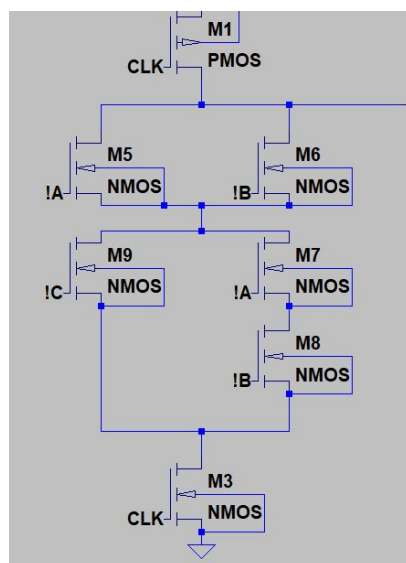 M1
CLK PMOS
M5 M6
!A NMOS !B NMOS
M9 M7
!C NMOS !A NMOS
M8
!B NMOS
M3
CLK NMOS